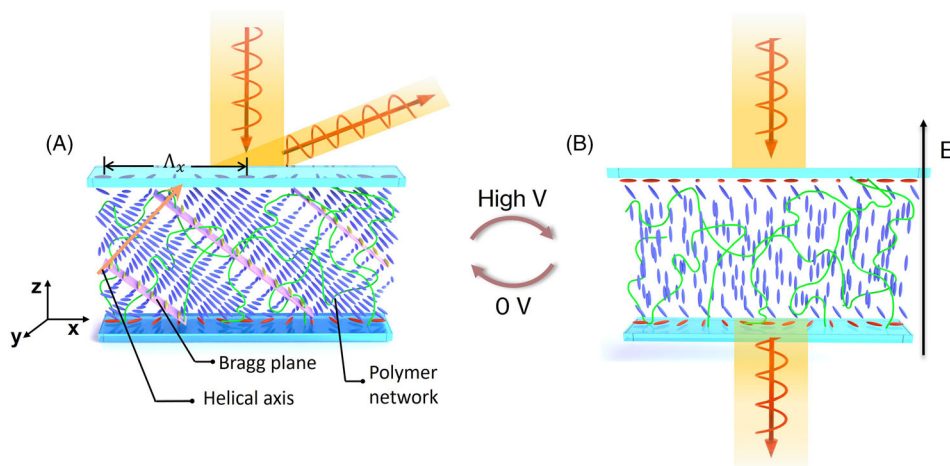 (A)
Λx
z
y
x
Bragg plane
Helical axis
Polymer
network
High V
0 V
(B)
E